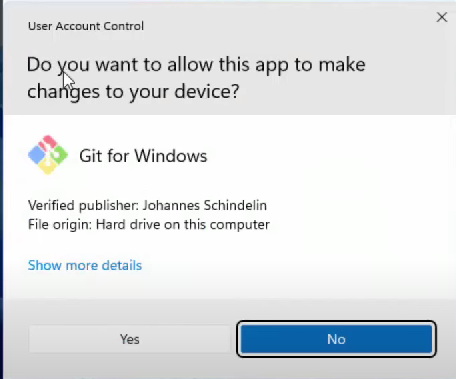 User Account Control
Do you want to allow this app to make
changes to your device?
Git for Windows
Verified publisher: Johannes Schindelin
File origin: Hard drive on this computer
Show more details
Yes
No